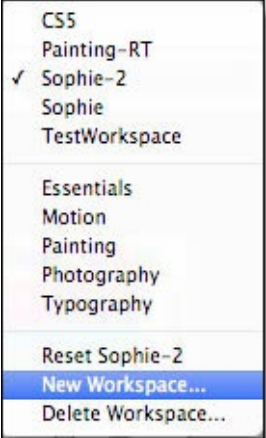 CS5
Painting-RT
✓ Sophie-2
Sophie
TestWorkspace
Essentials
Motion
Painting
Photography
Typography
Reset Sophie-2
New Workspace...
Delete Workspace...